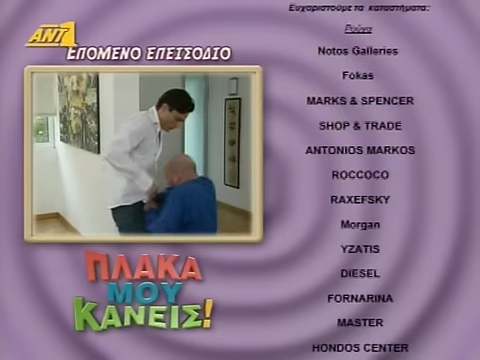 ANT1
ΕΠΟΜΕΝΟ ΕΠΕΙΣΟΔΙΟ
ΠΛΑΚΑ
ΜΟΥ
ΚΑΝΕΙΣ!
Ευχαριστούμε τα καταστήματα:
Ρούχα
Notos Galleries
Fokas
MARKS & SPENCER
SHOP & TRADE
ANTONIOS MARKOS
ROCCOCO
RAXEFSKY
Morgan
YZATIS
DIESEL
FORNARINA
MASTER
HONDOS CENTER